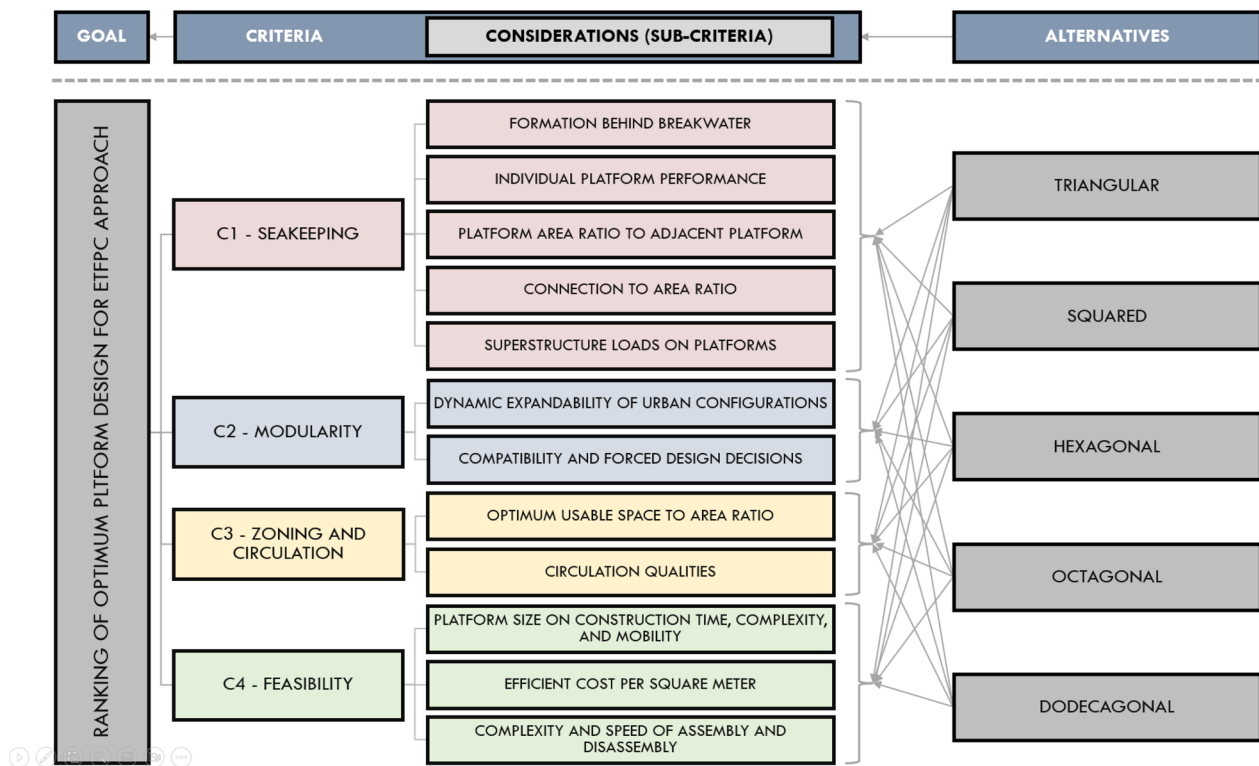 GOAL
CRITERIA
CONSIDERATIONS (SUB-CRITERIA)
ALTERNATIVES
RANKING OF OPTIMUM PLTFORM DESIGN FOR ETFPC APPROACH
C1 - SEAKEEPING
FORMATION BEHIND BREAKWATER
INDIVIDUAL PLATFORM PERFORMANCE
PLATFORM AREA RATIO TO ADJACENT PLATFORM
CONNECTION TO AREA RATIO
SUPERSTRUCTURE LOADS ON PLATFORMS
C2 - MODULARITY
DYNAMIC EXPANDABILITY OF URBAN CONFIGURATIONS
COMPATIBILITY AND FORCED DESIGN DECISIONS
C3 - ZONING AND
CIRCULATION
OPTIMUM USABLE SPACE TO AREA RATIO
CIRCULATION QUALITIES
C4 - FEASIBILITY
PLATFORM SIZE ON CONSTRUCTION TIME, COMPLEXITY,
AND MOBILITY
EFFICIENT COST PER SQUARE METER
COMPLEXITY AND SPEED OF ASSEMBLY AND
DISASSEMBLY
TRIANGULAR
SQUARED
HEXAGONAL
OCTAGONAL
DODECAGONAL